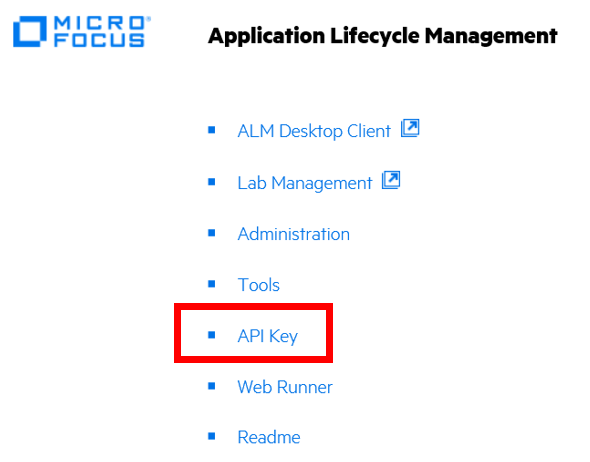 MICRO
FOCUS
Application Lifecycle Management
ALM Desktop Client
Lab Management
Administration
Tools
API Key
Web Runner
Readme